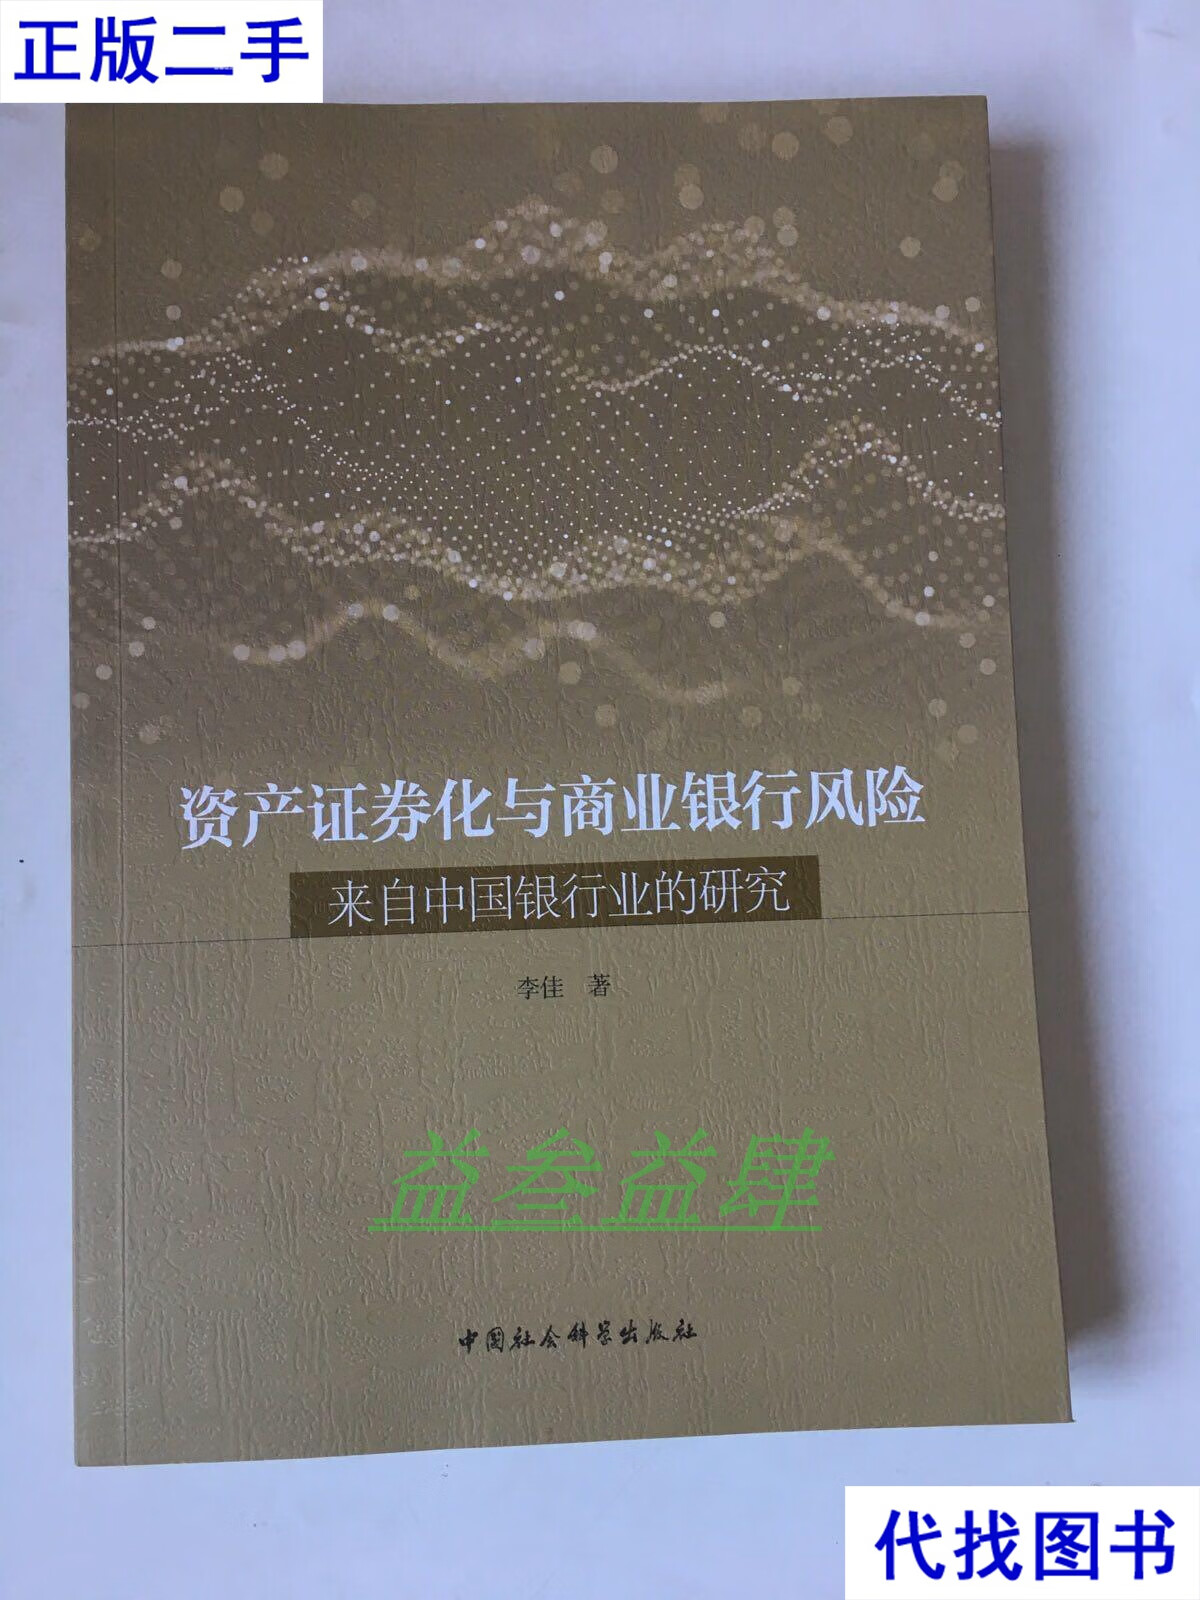 正版二手
资产证券化与商业银行风险
来自中国银行业的研究
李佳 著
益叁益肆
中国社会科学出版社
代找图书